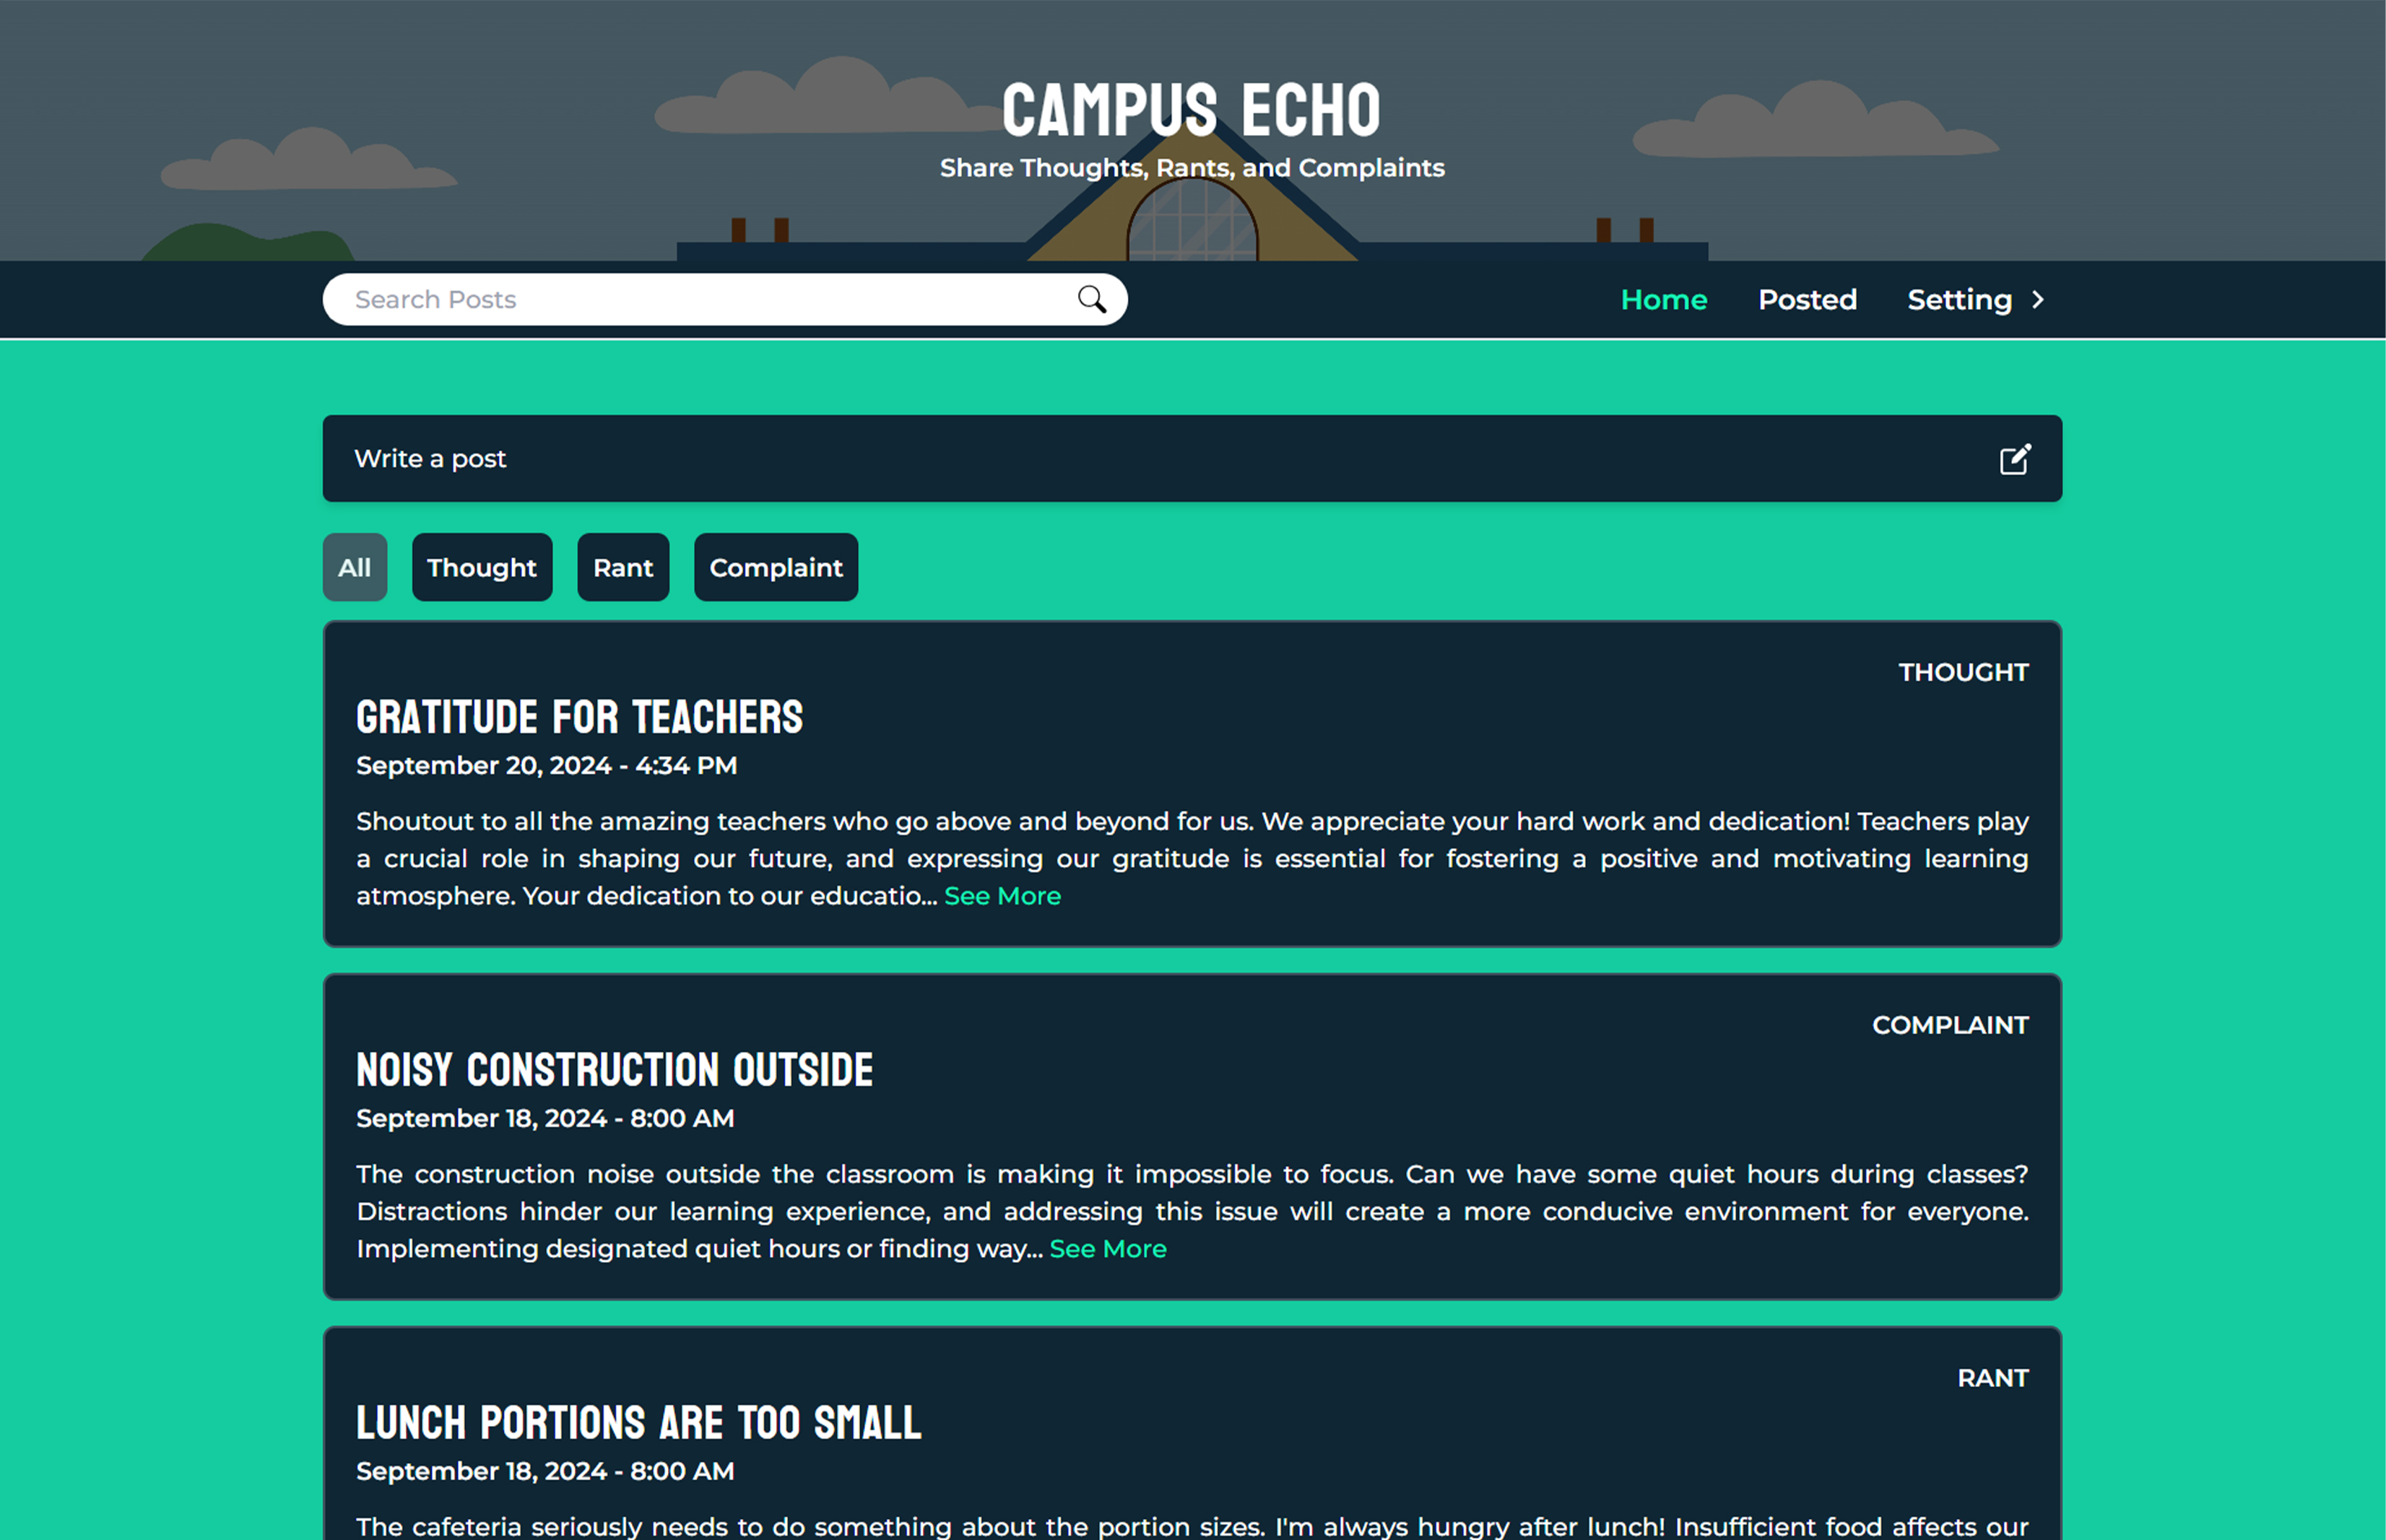 CAMPUS ECHO
Share Thoughts, Rants, and Complaints
Search Posts
Home
Posted
Setting
Write a post
All
Thought
Rant
Complaint
THOUGHT
GRATITUDE FOR TEACHERS
September 20, 2024 - 4:34 PM
Shoutout to all the amazing teachers who go above and beyond for us. We appreciate your hard work and dedication! Teachers play
a crucial role in shaping our future, and expressing our gratitude is essential for fostering a positive and motivating learning
atmosphere. Your dedication to our educatio... See More
COMPLAINT
NOISY CONSTRUCTION OUTSIDE
September 18, 2024 - 8:00 AM
The construction noise outside the classroom is making it impossible to focus. Can we have some quiet hours during classes?
Distractions hinder our learning experience, and addressing this issue will create a more conducive environment for everyone.
Implementing designated quiet hours or finding way... See More
RANT
LUNCH PORTIONS ARE TOO SMALL
September 18, 2024 - 8:00 AM
The cafeteria seriously needs to do something about the portion sizes. I'm always hungry after lunch! Insufficient food affects our